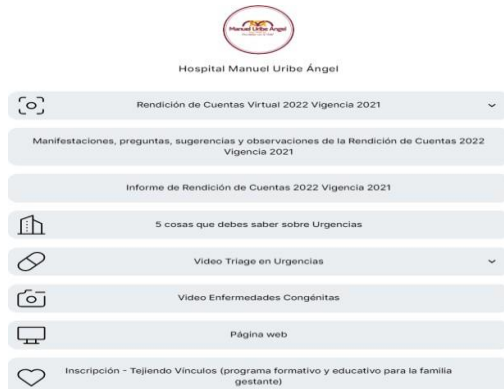 Manuel Uribe Ángel
Hospital Manuel Uribe Ángel
Rendición de Cuentas Virtual 2022 Vigencia 2021
Manifestaciones, preguntas, sugerencias y observaciones de la Rendición de Cuentas 2022
Vigencia 2021
Informe de Rendición de Cuentas 2022 Vigencia 2021
5 cosas que debes saber sobre Urgencias
Video Triage en Urgencias
Video Enfermedades Congénitas
Página web
Inscripción - Tejiendo Vínculos (programa formativo y educativo para la familia
gestante)